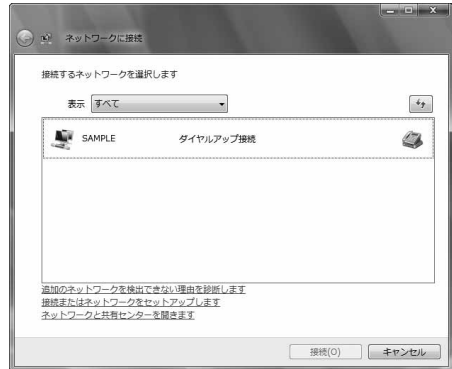 ネットワークに接続
接続するネットワークを選択します
表示 すべて
SAMPLE ダイヤルアップ接続
追加のネットワークを検出できない理由を診断します
接続またはネットワークをセットアップします
ネットワークと共有センターを開きます
接続(O) キャンセル